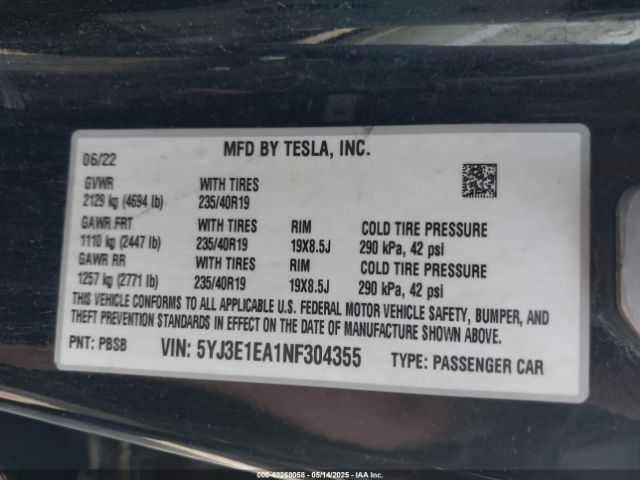 06/22 MFD BY TESLA, INC.
GVWR WITH TIRES
2129 kg (4694 lb) 235/40R19
GAWR FRT WITH TIRES RIM COLD TIRE PRESSURE
1110 kg (2447 lb) 235/40R19 19X8.5J 290 kPa, 42 psi
GAWR RR WITH TIRES RIM COLD TIRE PRESSURE
1257 kg (2771 lb) 235/40R19 19X8.5J 290 kPa, 42 psi
THIS VEHICLE CONFORMS TO ALL APPLICABLE U.S. FEDERAL MOTOR VEHICLE SAFETY, BUMPER, AND
THEFT PREVENTION STANDARDS IN EFFECT ON THE DATE OF MANUFACTURE SHOWN ABOVE.
PNT: PBSB VIN: 5YJ3E1EA1NF304355 TYPE: PASSENGER CAR
000-42268058 - 05/14/2025 - IAA Inc.